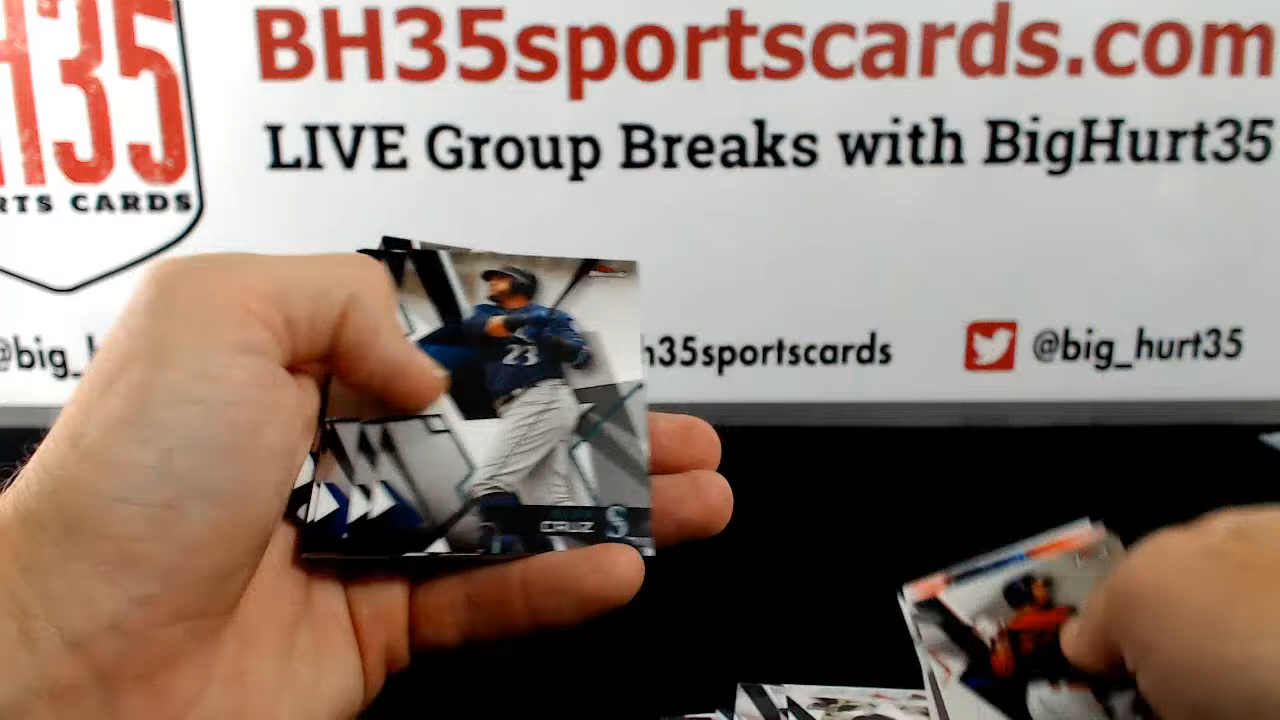 H35
RTS CARDS
BH35sportscards.com
LIVE Group Breaks with BigHurt35
@big_
h35sportscards
@big_hurt35
23
CRUZ
S